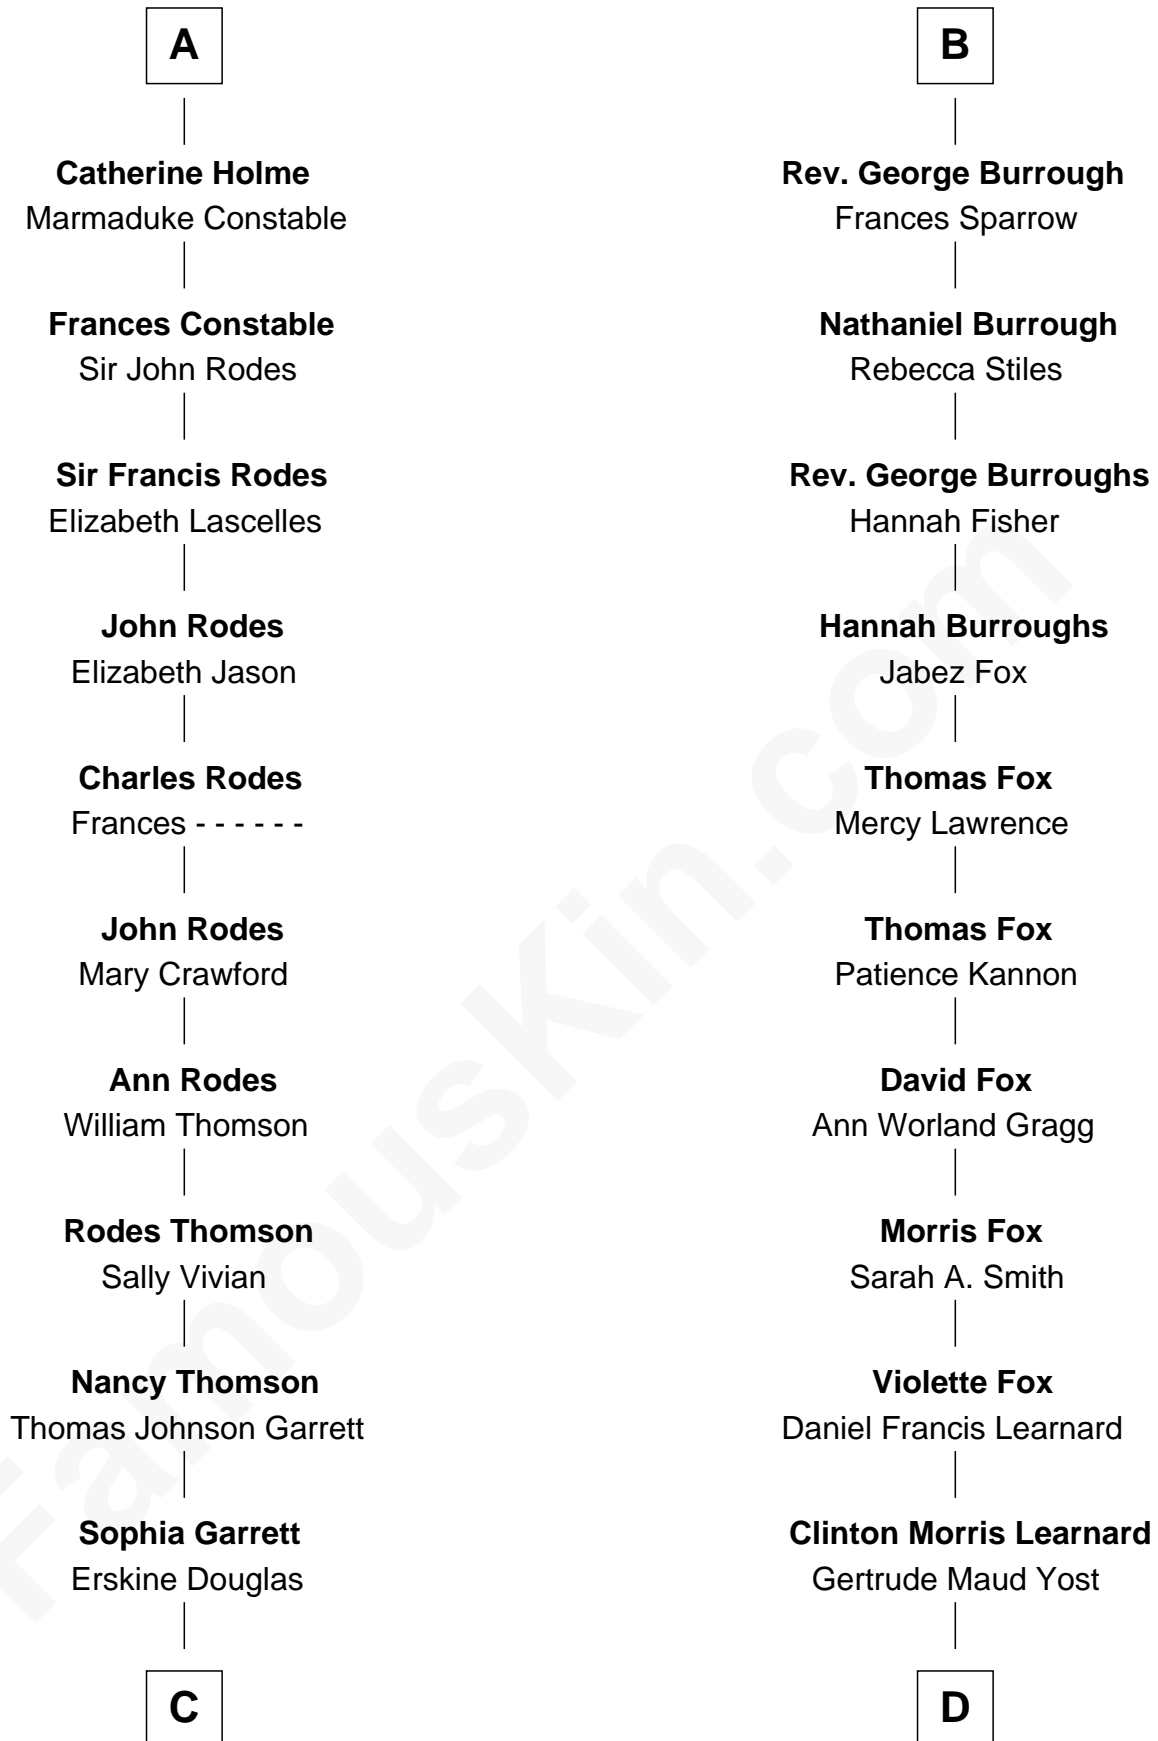 A
Catherine Holme
Marmaduke Constable
Frances Constable
Sir John Rodes
Sir Francis Rodes
Elizabeth Lascelles
John Rodes
Elizabeth Jason
Charles Rodes
Frances - - - - - -
John Rodes
Mary Crawford
Ann Rodes
William Thomson
Rodes Thomson
Sally Vivian
Nancy Thomson
Thomas Johnson Garrett
Sophia Garrett
Erskine Douglas
C
B
Rev. George Burrough
Frances Sparrow
Nathaniel Burrough
Rebecca Stiles
Rev. George Burroughs
Hannah Fisher
Hannah Burroughs
Jabez Fox
Thomas Fox
Mercy Lawrence
Thomas Fox
Patience Kannon
David Fox
Ann Worland Gragg
Morris Fox
Sarah A. Smith
Violette Fox
Daniel Francis Learnard
Clinton Morris Learnard
Gertrude Maud Yost
D
FamousKin.com